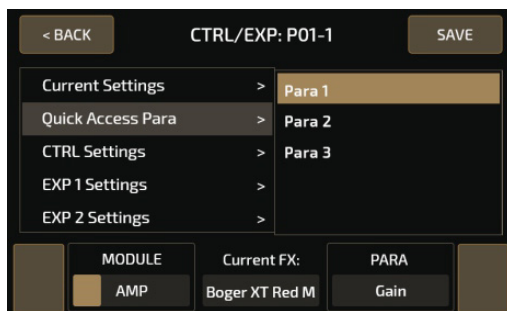 < BACK CTRL/EXP: P01-1 SAVE
Current Settings > Para 1
Quick Access Para > Para 2
CTRL Settings > Para 3
EXP 1 Settings >
EXP 2 Settings >
MODULE Current FX: PARA
AMP Boger XT Red M Gain